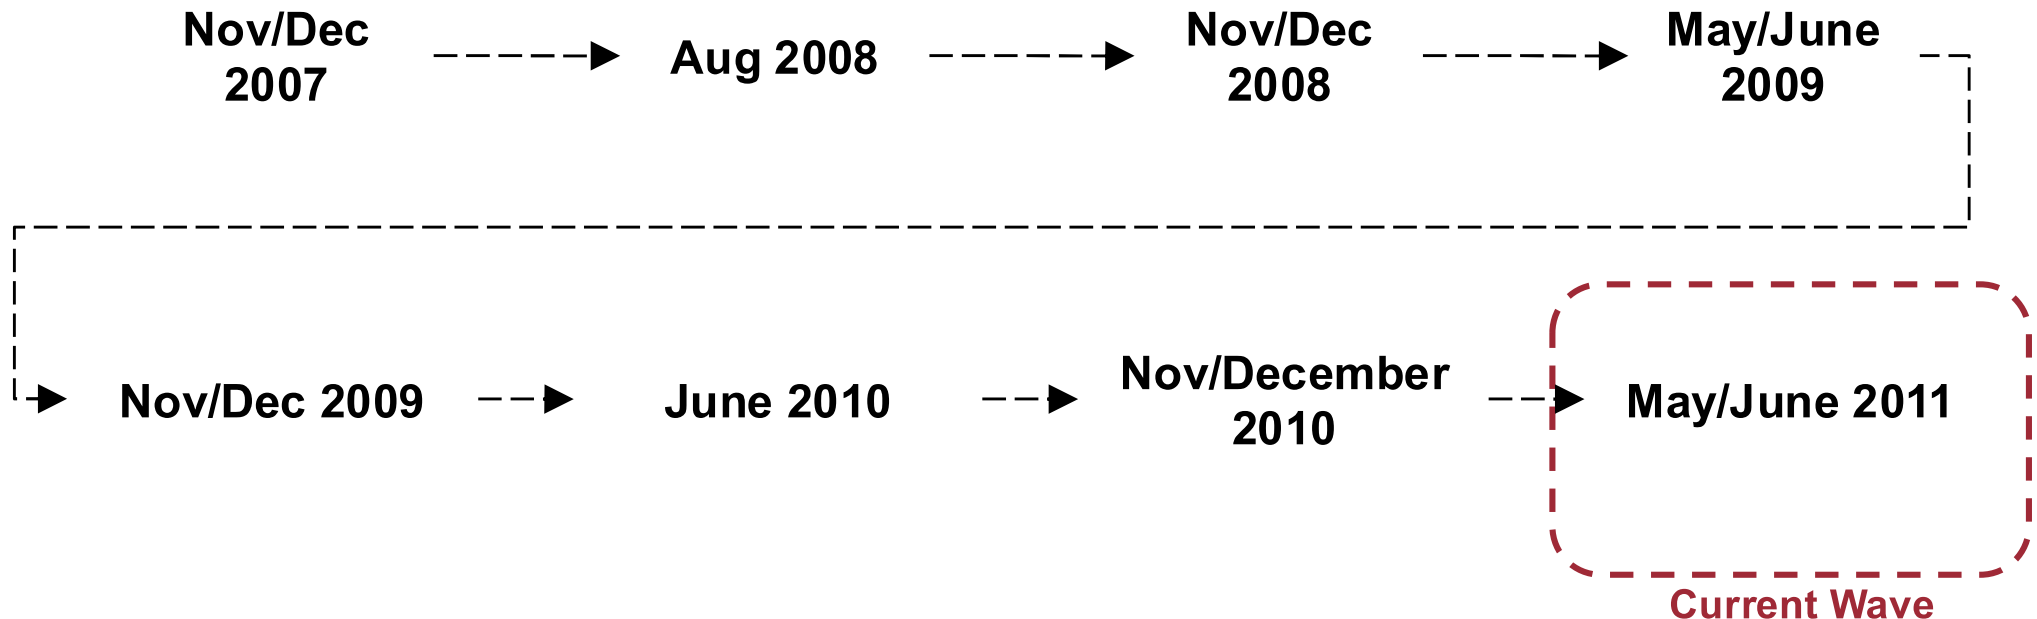 Nov/Dec
2007
Aug 2008
Nov/Dec
2008
May/June
2009
Nov/Dec 2009
June 2010
Nov/December
2010
May/June 2011
Current Wave